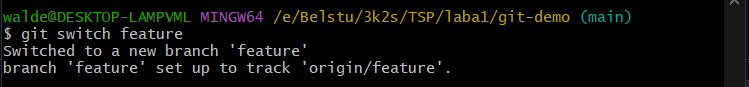 walde@DESKTOP-LAMPVML MINGW64 /e/Belstu/3k2s/TSP/laba1/git-demo (main)
$ git switch feature
Switched to a new branch 'feature'
branch 'feature' set up to track 'origin/feature'.